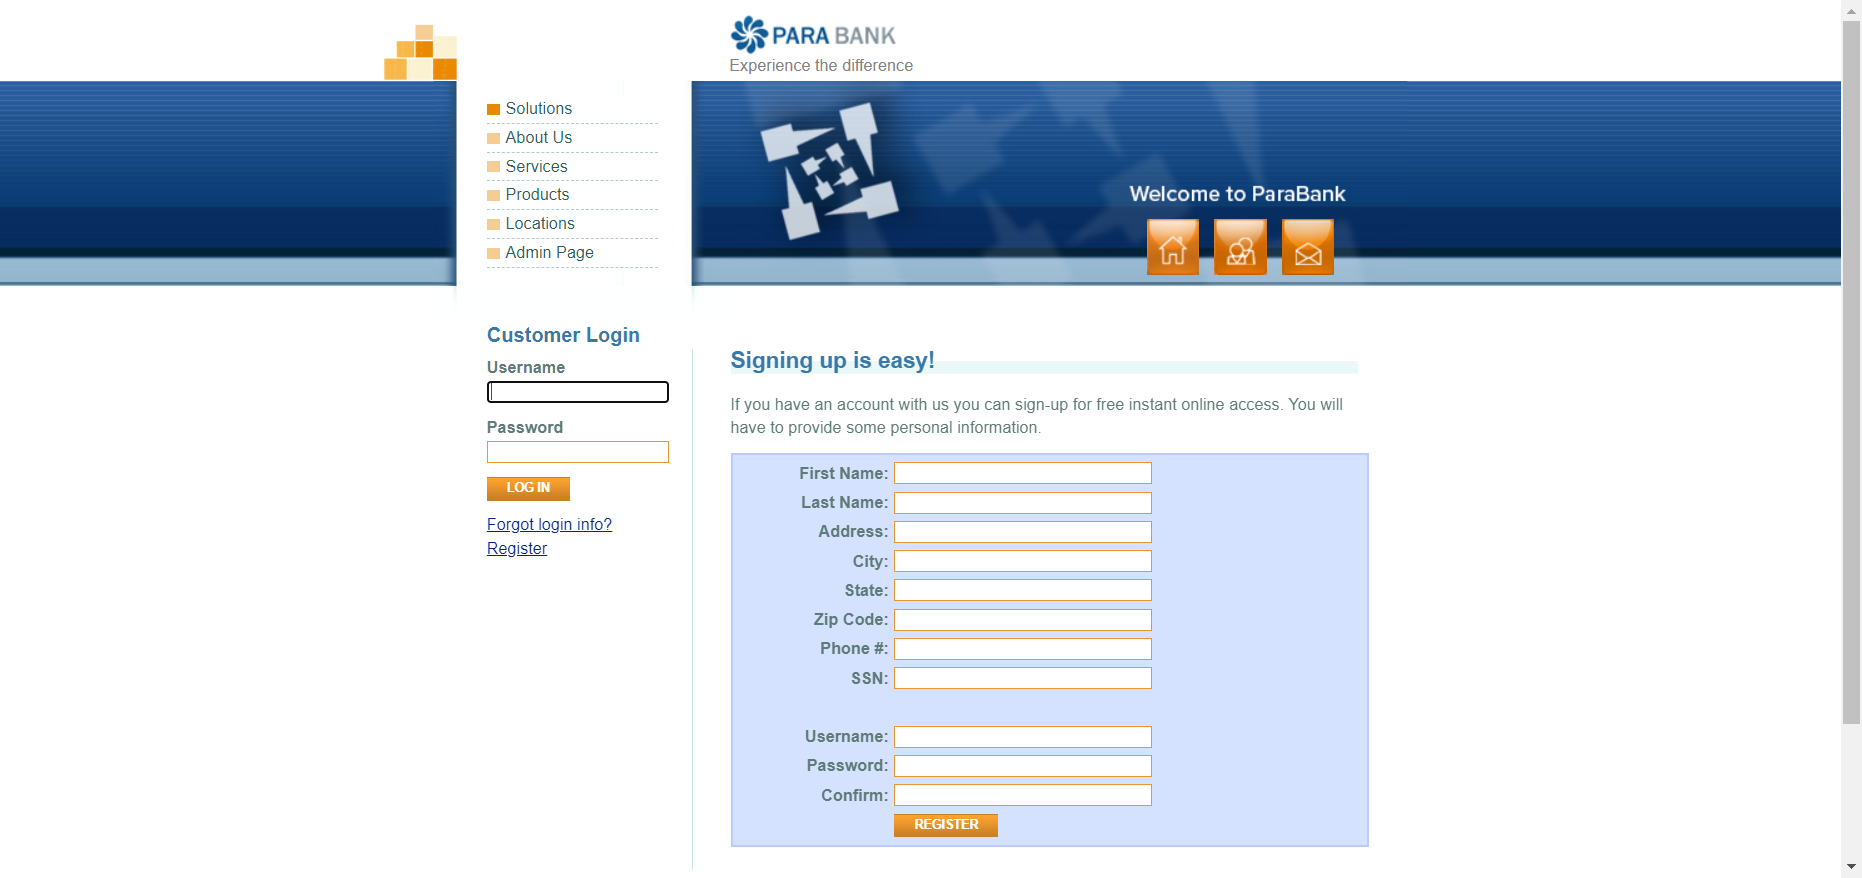 PARA BANK
Experience the difference
Solutions
About Us
Services
Products
Locations
Admin Page
Welcome to ParaBank
Customer Login
Username
Password
LOG IN
Forgot login info?
Register
Signing up is easy!
If you have an account with us you can sign-up for free instant online access. You will
have to provide some personal information.
First Name:
Last Name:
Address:
City:
State:
Zip Code:
Phone #:
SSN:
Username:
Password:
Confirm:
REGISTER